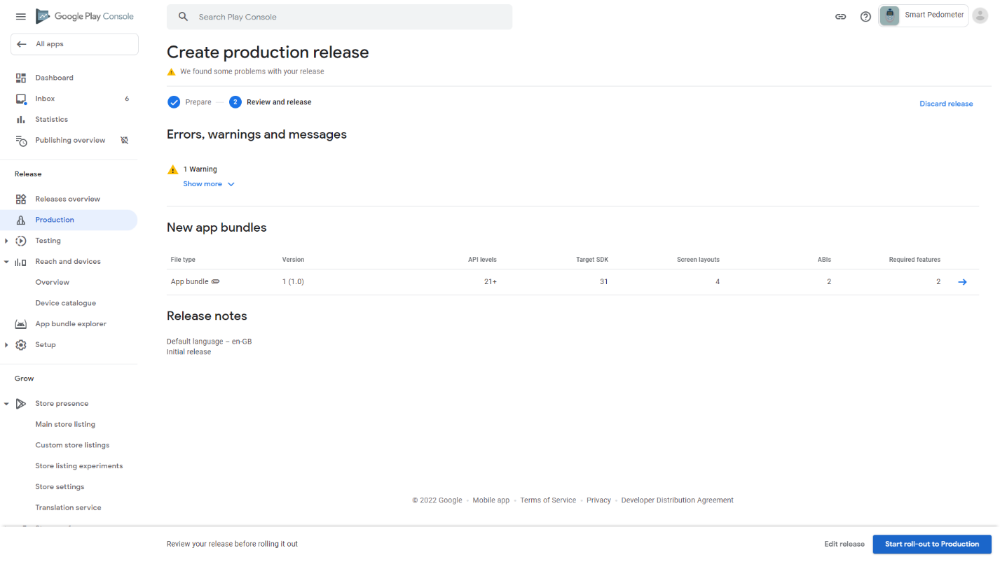 Google Play Console
Search Play Console
Smart Pedometer
All apps
Dashboard
Inbox 6
Statistics
Publishing overview
Release
Releases overview
Production
Testing
Reach and devices
Overview
Device catalogue
App bundle explorer
Setup
Grow
Store presence
Main store listing
Custom store listings
Store listing experiments
Store settings
Translation service
Create production release
We found some problems with your release
Prepare 2 Review and release
Discard release
Errors, warnings and messages
1 Warning
Show more
New app bundles
File type Version API levels Target SDK Screen layouts ABIs Required features
App bundle 1 (1.0) 21+ 31 4 2 2
Release notes
Default language – en-GB
Initial release
© 2022 Google • Mobile app • Terms of Service • Privacy • Developer Distribution Agreement
Review your release before rolling it out
Edit release
Start roll-out to Production